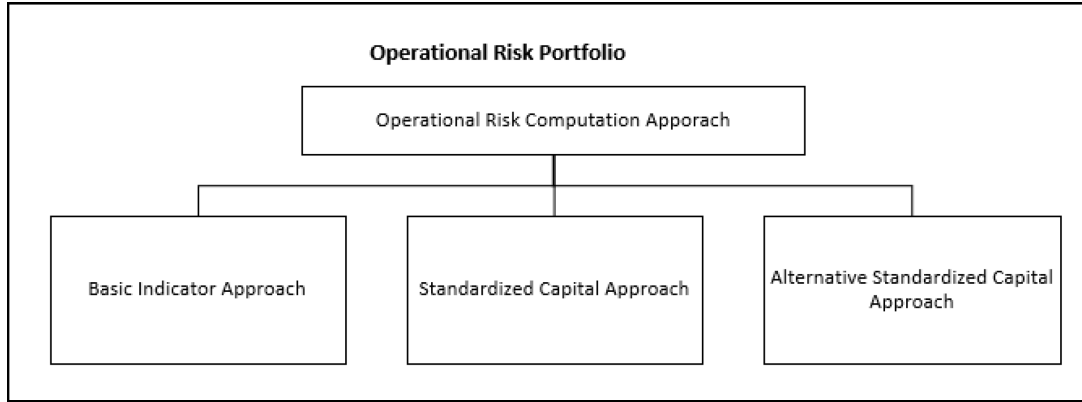 Operational Risk Portfolio
Operational Risk Computation Apporach
Basic Indicator Approach
Standardized Capital Approach
Alternative Standardized Capital
Approach